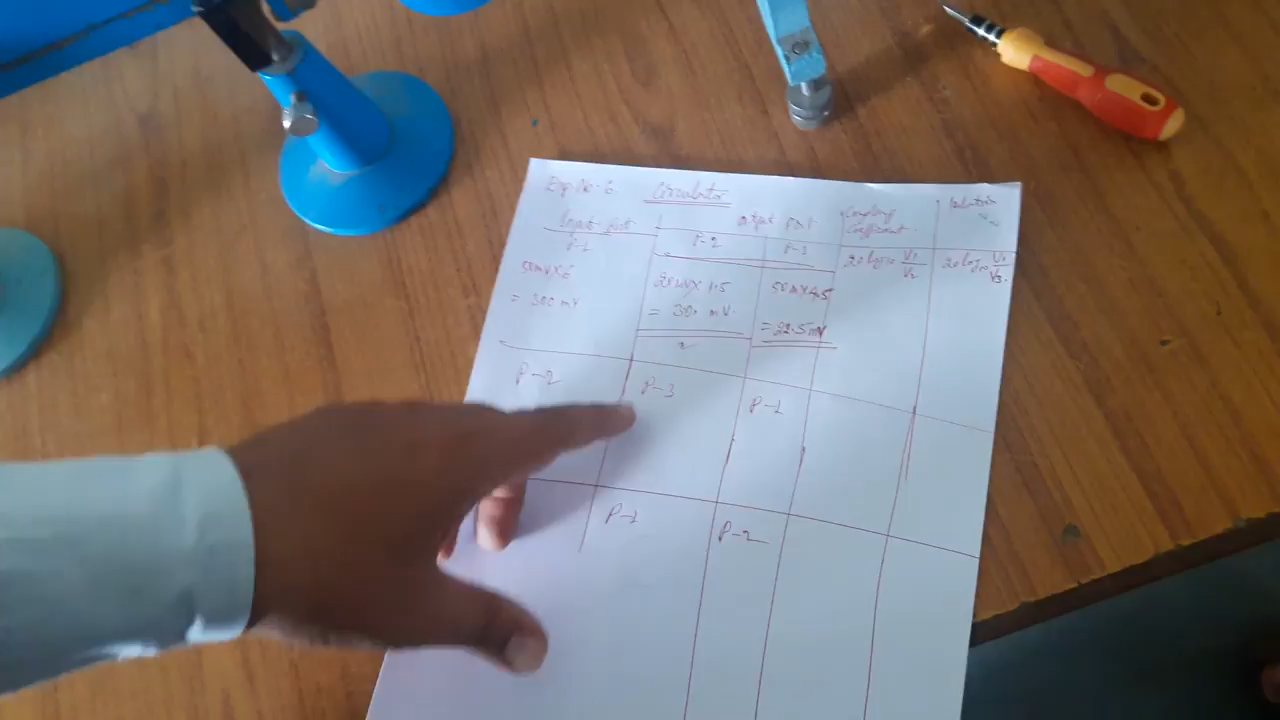 Exp. No-6. Circulator
Input Port output Port Coupling Coefficient. Isolation
P-1 P-2 P-3 20 log10 V1/V2 20 log10 V1/V3.
50mV×6 20mV×1.5 50mV×4.5
= 300 mV = 30. mV. = 22.5mV
P-2 P-3 P-1
P-1 P-2